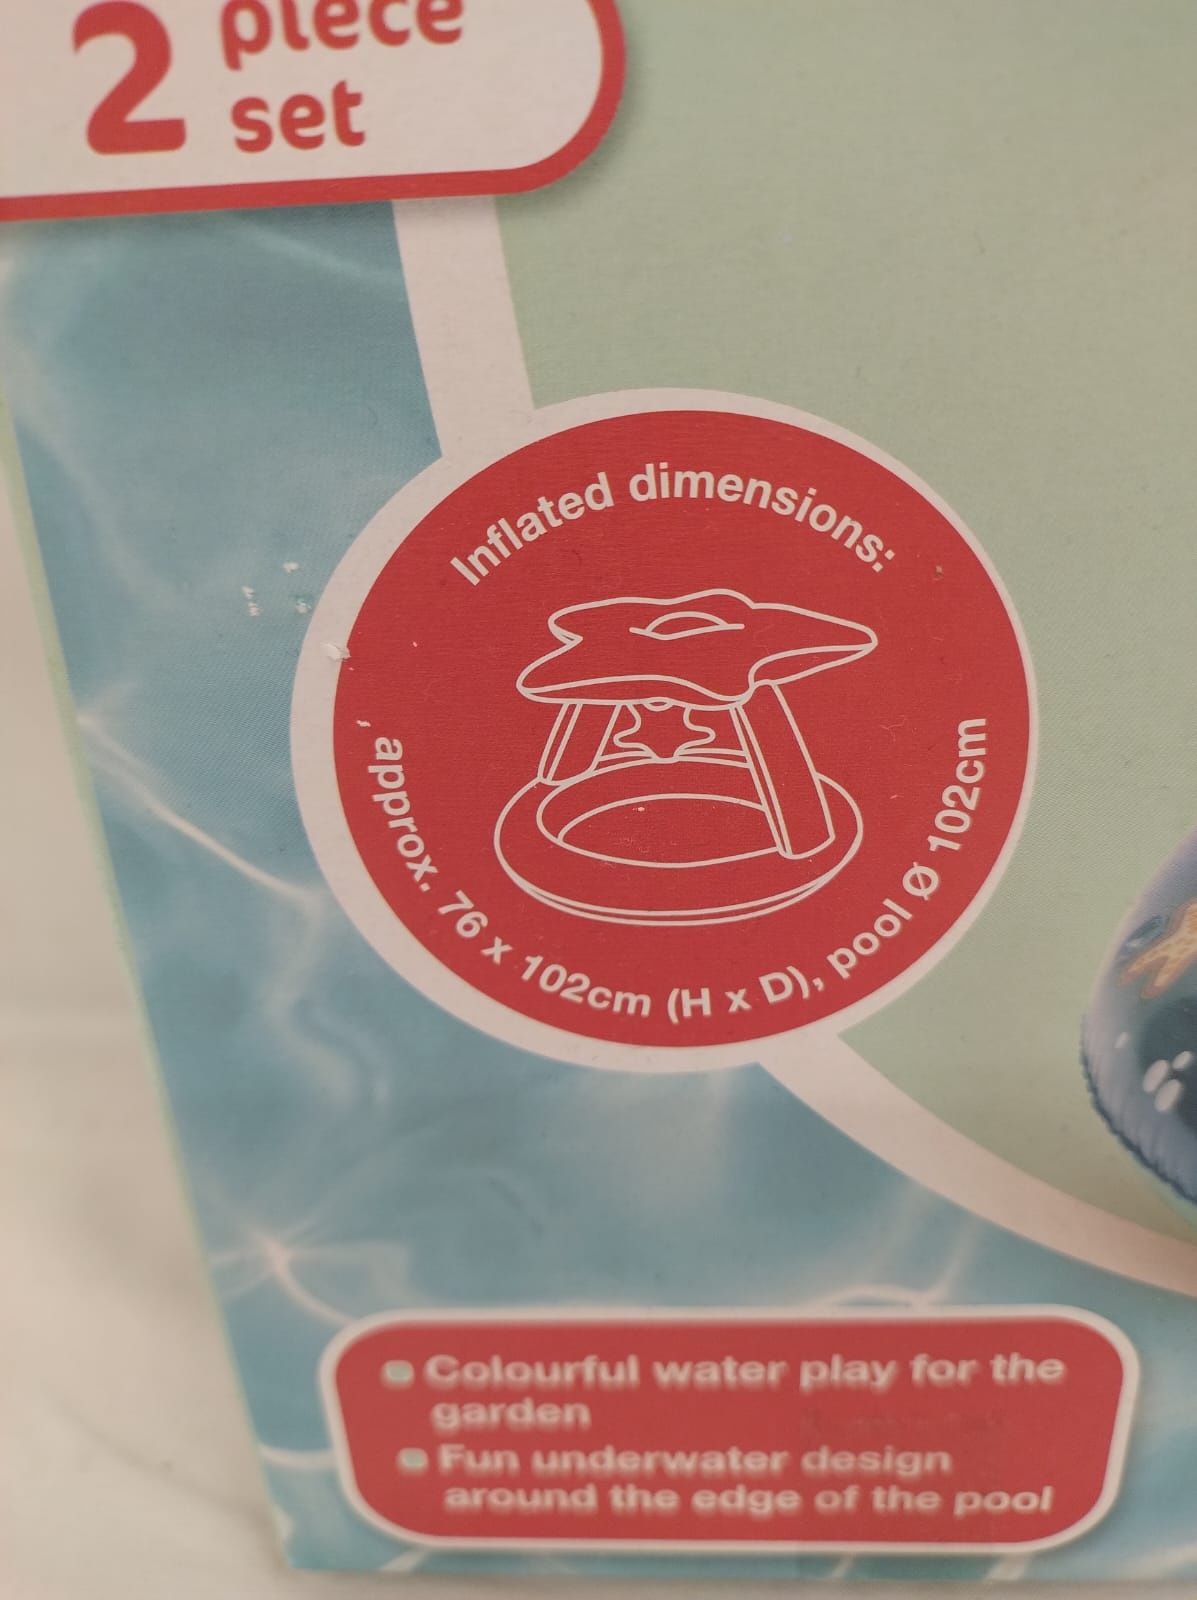 2 piece
set
Inflated dimensions:
approx. 76 x 102cm (H x D), pool Ø 102cm
• Colourful water play for the
garden
• Fun underwater design
around the edge of the pool